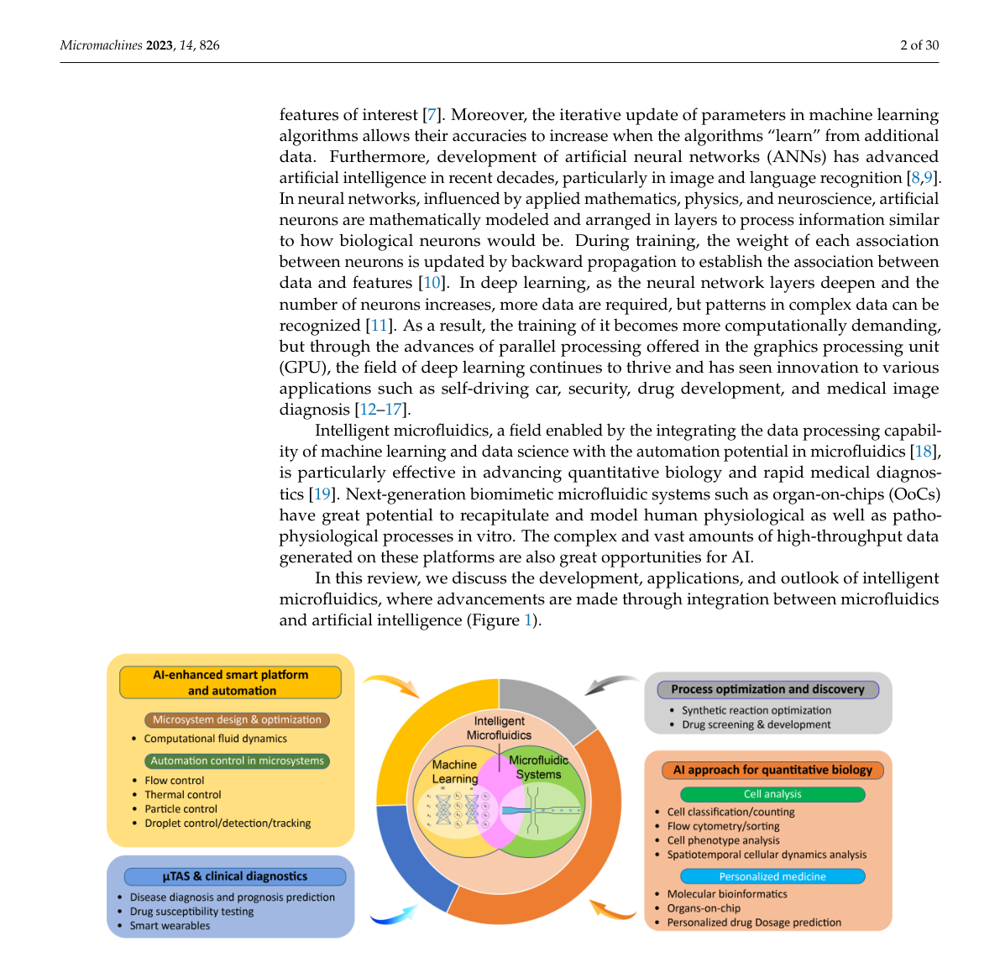 Micromachines 2023, 14, 826
2 of 30
features of interest [7]. Moreover, the iterative update of parameters in machine learning
algorithms allows their accuracies to increase when the algorithms “learn” from additional
data. Furthermore, development of artificial neural networks (ANNs) has advanced
artificial intelligence in recent decades, particularly in image and language recognition [8,9].
In neural networks, influenced by applied mathematics, physics, and neuroscience, artificial
neurons are mathematically modeled and arranged in layers to process information similar
to how biological neurons would be. During training, the weight of each association
between neurons is updated by backward propagation to establish the association between
data and features [10]. In deep learning, as the neural network layers deepen and the
number of neurons increases, more data are required, but patterns in complex data can be
recognized [11]. As a result, the training of it becomes more computationally demanding,
but through the advances of parallel processing offered in the graphics processing unit
(GPU), the field of deep learning continues to thrive and has seen innovation to various
applications such as self-driving car, security, drug development, and medical image
diagnosis [12–17].
Intelligent microfluidics, a field enabled by the integrating the data processing capabil-
ity of machine learning and data science with the automation potential in microfluidics [18],
is particularly effective in advancing quantitative biology and rapid medical diagnos-
tics [19]. Next-generation biomimetic microfluidic systems such as organ-on-chips (OoCs)
have great potential to recapitulate and model human physiological as well as patho-
physiological processes in vitro. The complex and vast amounts of high-throughput data
generated on these platforms are also great opportunities for AI.
In this review, we discuss the development, applications, and outlook of intelligent
microfluidics, where advancements are made through integration between microfluidics
and artificial intelligence (Figure 1).
AI-enhanced smart platform
and automation
Microsystem design & optimization
• Computational fluid dynamics
Automation control in microsystems
• Flow control
• Thermal control
• Particle control
• Droplet control/detection/tracking
µTAS & clinical diagnostics
• Disease diagnosis and prognosis prediction
• Drug susceptibility testing
• Smart wearables
Intelligent
Microfluidics
Machine
Learning
Microfluidic
Systems
Process optimization and discovery
• Synthetic reaction optimization
• Drug screening & development
AI approach for quantitative biology
Cell analysis
• Cell classification/counting
• Flow cytometry/sorting
• Cell phenotype analysis
• Spatiotemporal cellular dynamics analysis
Personalized medicine
• Molecular bioinformatics
• Organs-on-chip
• Personalized drug Dosage prediction